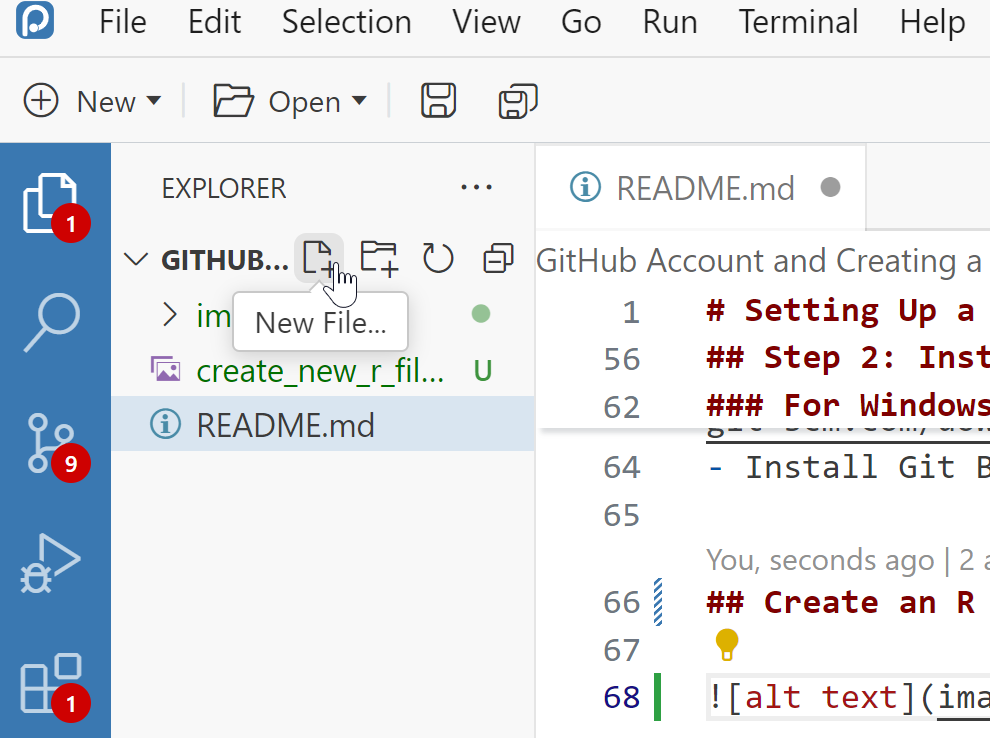 File Edit Selection View Go Run Terminal Help
New Open
EXPLORER
1
GITHUB...
im
New File...
create_new_r_fil... U
README.md
9
1
README.md
GitHub Account and Creating a
1 # Setting Up a
56 ## Step 2: Inst
62 ### For Windows
64 - Install Git B
65
You, seconds ago | 2 a
66 ## Create an R
67
68 ![alt text](ima